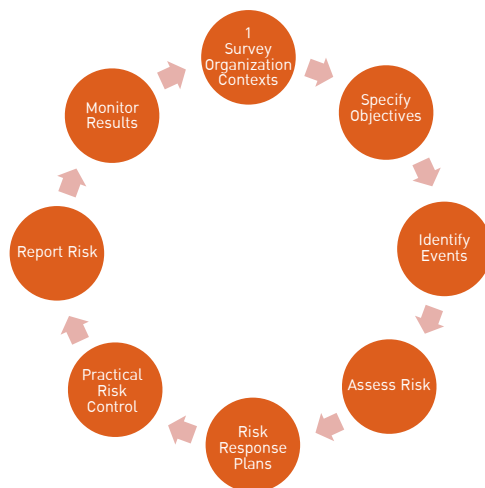 1
Survey
Organization
Contexts
Specify
Objectives
Identify
Events
Assess Risk
Risk
Response
Plans
Practical
Risk
Control
Report Risk
Monitor
Results